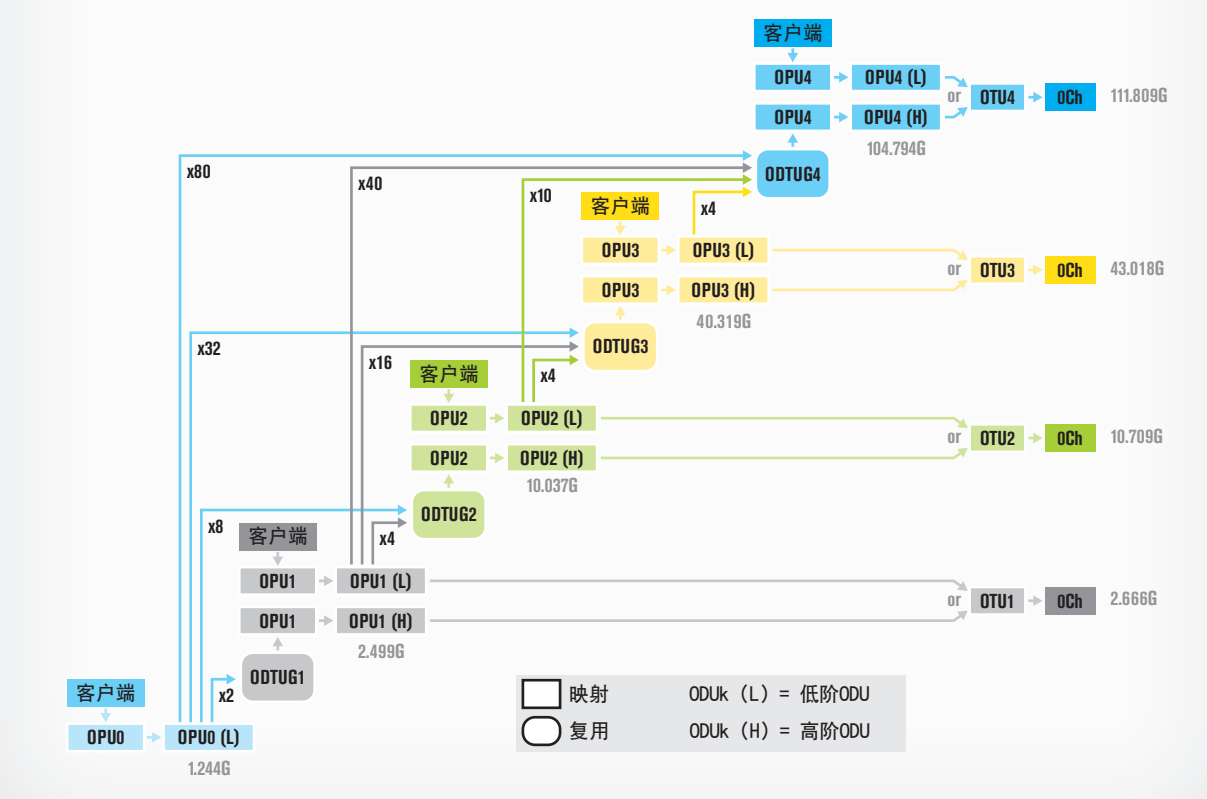 客户端
OPU4
OPU4 (L)
or
OTU4
OCh
111.809G
OPU4
OPU4 (H)
104.794G
ODTUG4
x80
x40
x10
x4
客户端
OPU3
OPU3 (L)
or
OTU3
OCh
43.018G
OPU3
OPU3 (H)
40.319G
ODTUG3
x32
x16
x4
客户端
OPU2
OPU2 (L)
or
OTU2
OCh
10.709G
OPU2
OPU2 (H)
10.037G
ODTUG2
x8
x4
客户端
OPU1
OPU1 (L)
or
OTU1
OCh
2.666G
OPU1
OPU1 (H)
2.499G
ODTUG1
x2
客户端
OPU0
OPU0 (L)
1.244G
映射
ODUk (L) = 低阶ODU
复用
ODUk (H) = 高阶ODU